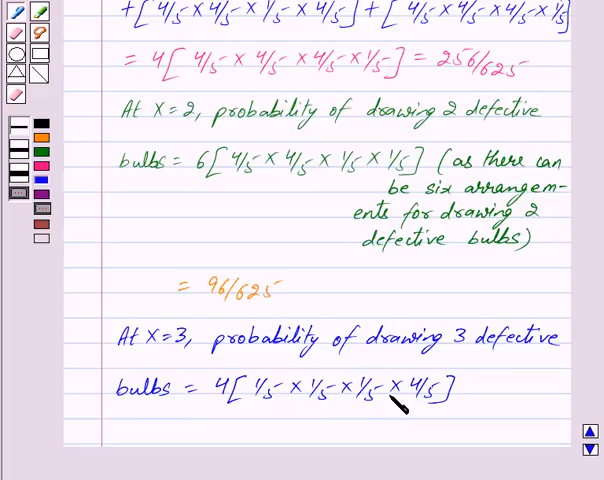 +[4/5 × 4/5 × 1/5 × 4/5] + [4/5 × 4/5 × 4/5 × 1/5]
= 4[4/5 × 4/5 × 4/5 × 1/5] = 256/625
At X=2, probability of drawing 2 defective
bulbs = 6[4/5 × 4/5 × 1/5 × 1/5] (as there can
be six arrangem-
ents for drawing 2
defective bulbs)
= 96/625
At X=3, probability of drawing 3 defective
bulbs = 4[1/5 × 1/5 × 1/5 × 4/5]